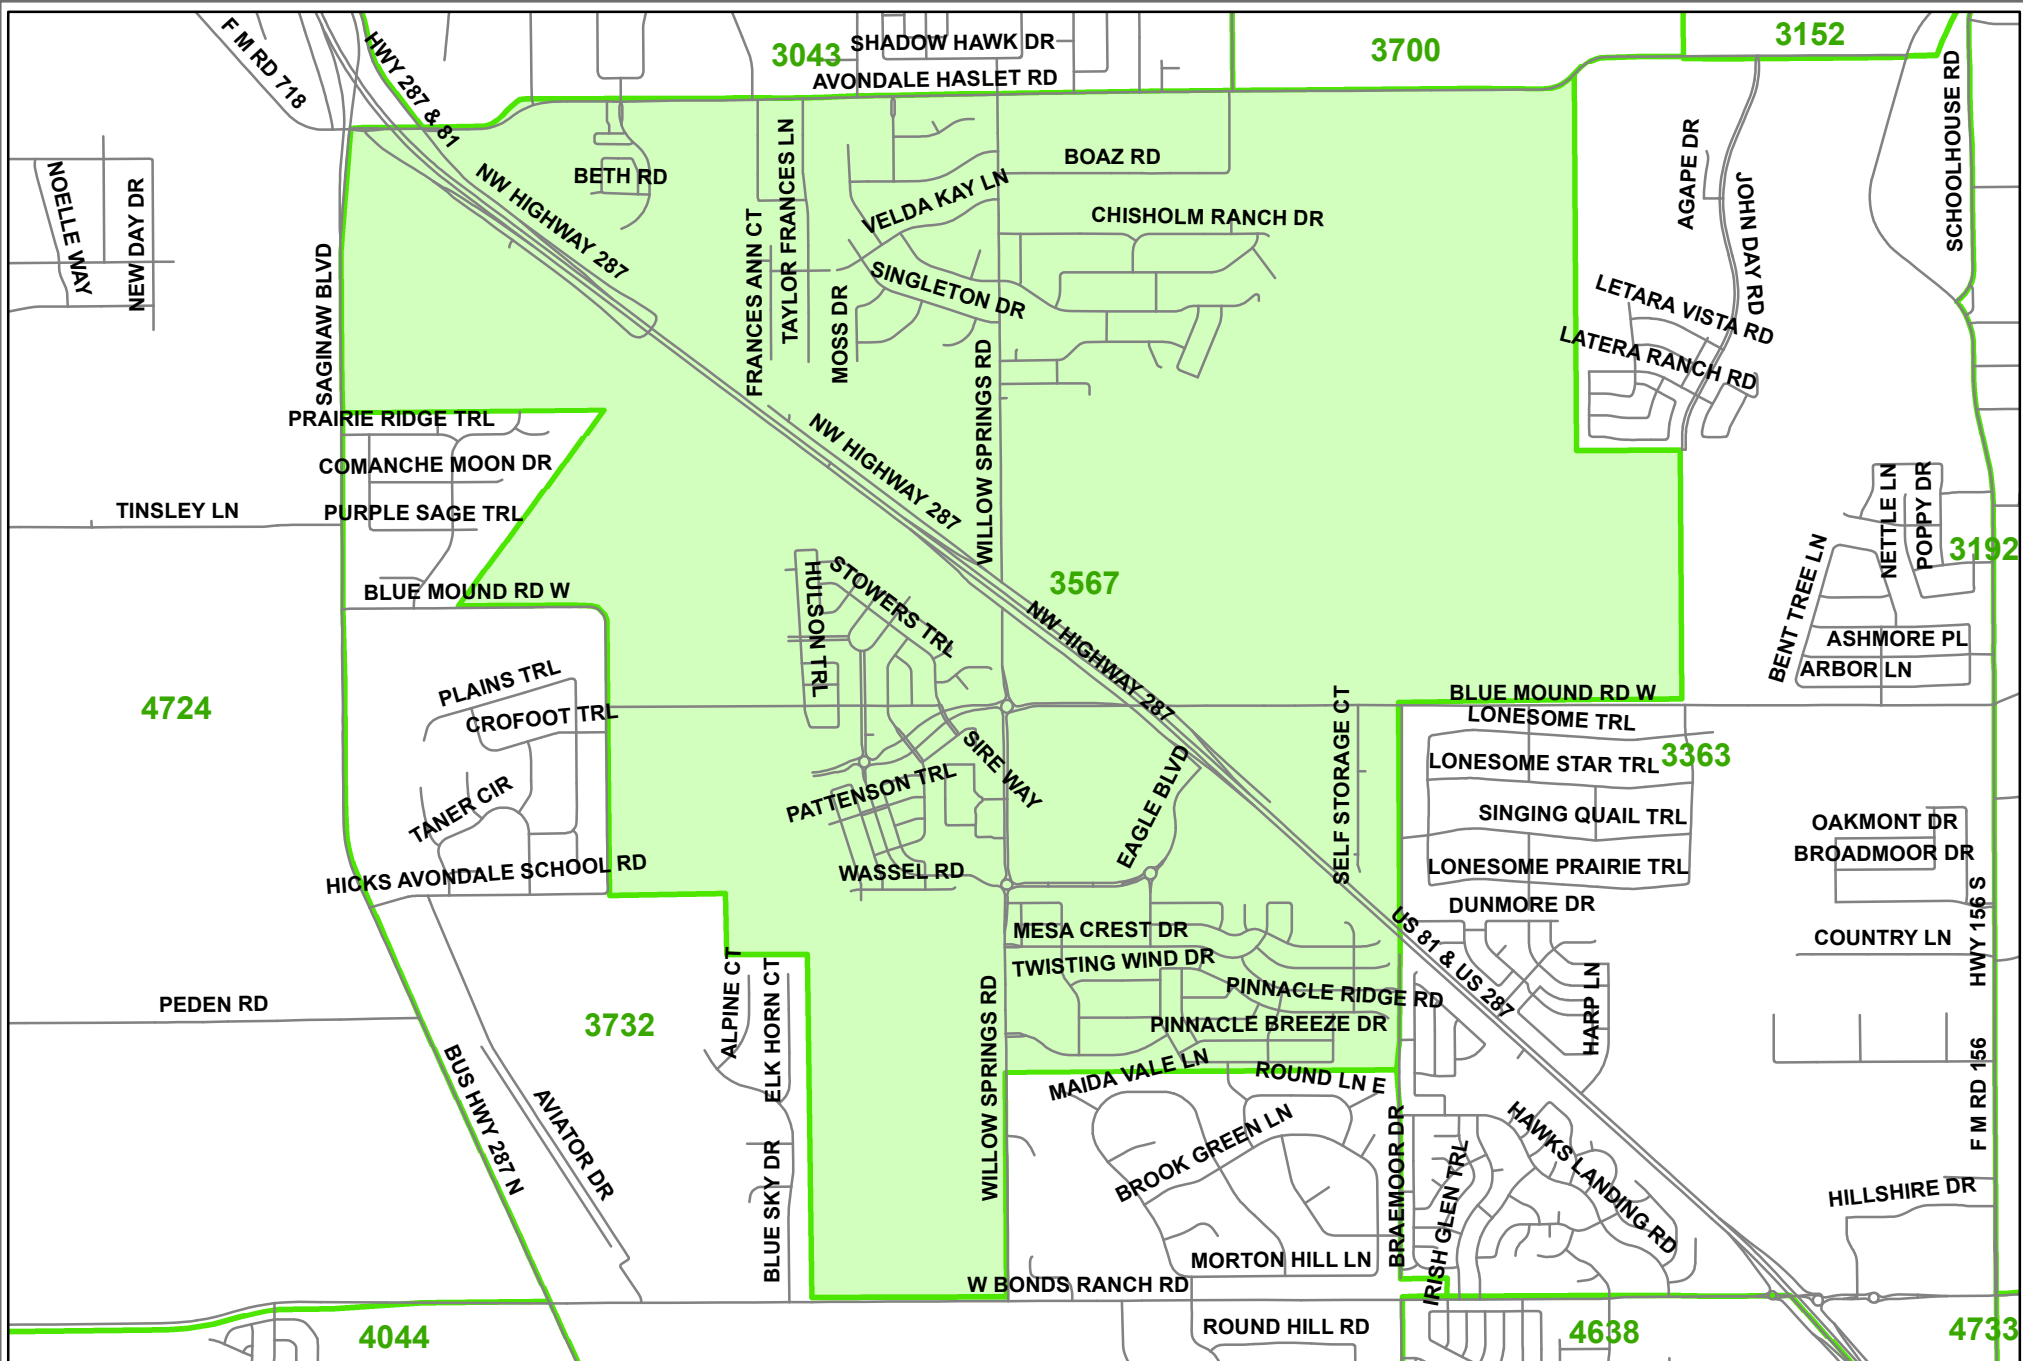 3043
SHADOW HAWK DR
3700
3152
F M RD 718
HWY 287 & 81
AVONDALE HASLET RD
SCHOOLHOUSE RD
NOELLE WAY
NEW DAY DR
NW HIGHWAY 287
BETH RD
TAYLOR FRANCES LN
FRANCES ANN CT
BOAZ RD
VELDA KAY LN
CHISHOLM RANCH DR
AGAPE DR
JOHN DAY RD
SAGINAW BLVD
MOSS DR
SINGLETON DR
LETARA VISTA RD
LATERA RANCH RD
PRAIRIE RIDGE TRL
COMANCHE MOON DR
TINSLEY LN
PURPLE SAGE TRL
NW HIGHWAY 287
WILLOW SPRINGS RD
NETTLE LN
POPPY DR
3192
BLUE MOUND RD W
HULSON TRL
STOWERS TRL
3567
BENT TREE LN
NW HIGHWAY 287
ASHMORE PL
ARBOR LN
4724
PLAINS TRL
CROFOOT TRL
BLUE MOUND RD W
LONESOME TRL
3363
SIRE WAY
EAGLE BLVD
SELF STORAGE CT
LONESOME STAR TRL
TANER CIR
PATTENSON TRL
SINGING QUAIL TRL
OAKMONT DR
BROADMOOR DR
HICKS AVONDALE SCHOOL RD
WASSEL RD
LONESOME PRAIRIE TRL
DUNMORE DR
HWY 156 S
MESA CREST DR
US 81 & US 287
COUNTRY LN
TWISTING WIND DR
PINNACLE RIDGE RD
HARP LN
PEDEN RD
3732
ALPINE CT
ELK HORN CT
WILLOW SPRINGS RD
PINNACLE BREEZE DR
BUS HWY 287 N
AVIATOR DR
MAIDA VALE LN
ROUND LN E
F M RD 156
BROOK GREEN LN
BRAEMOOR DR
IRISH GLEN TRL
HAWKS LANDING RD
BLUE SKY DR
HILLSHIRE DR
MORTON HILL LN
W BONDS RANCH RD
4044
ROUND HILL RD
4638
4733